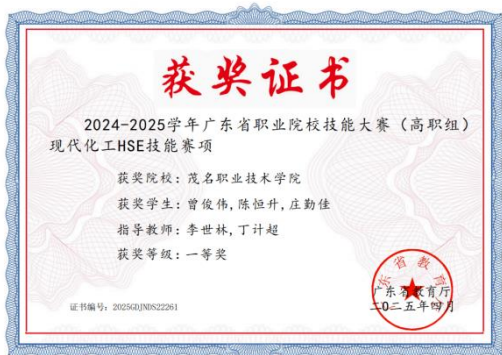 获奖证书
2024-2025学年广东省职业院校技能大赛（高职组）
现代化工HSE技能赛项
获奖院校：茂名职业技术学院
获奖学生：曾俊伟,陈恒升,庄勤佳
指导教师：李世林,丁计超
获奖等级：一等奖
广东省教育厅
证书编号：2025GDJNDS22261
二〇二五年四月